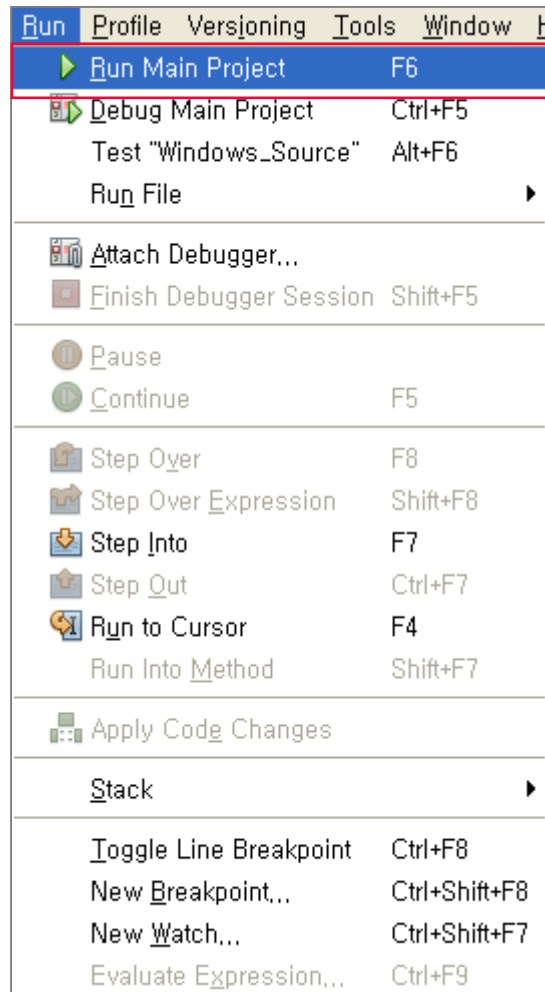 Run Profile Versioning Tools Window
Run Main Project F6
Debug Main Project Ctrl+F5
Test "Windows_Source" Alt+F6
Run File
Attach Debugger...
Finish Debugger Session Shift+F5
Pause
Continue F5
Step Over F8
Step Over Expression Shift+F8
Step Into F7
Step Out Ctrl+F7
Run to Cursor F4
Run Into Method Shift+F7
Apply Code Changes
Stack
Toggle Line Breakpoint Ctrl+F8
New Breakpoint... Ctrl+Shift+F8
New Watch... Ctrl+Shift+F7
Evaluate Expression... Ctrl+F9